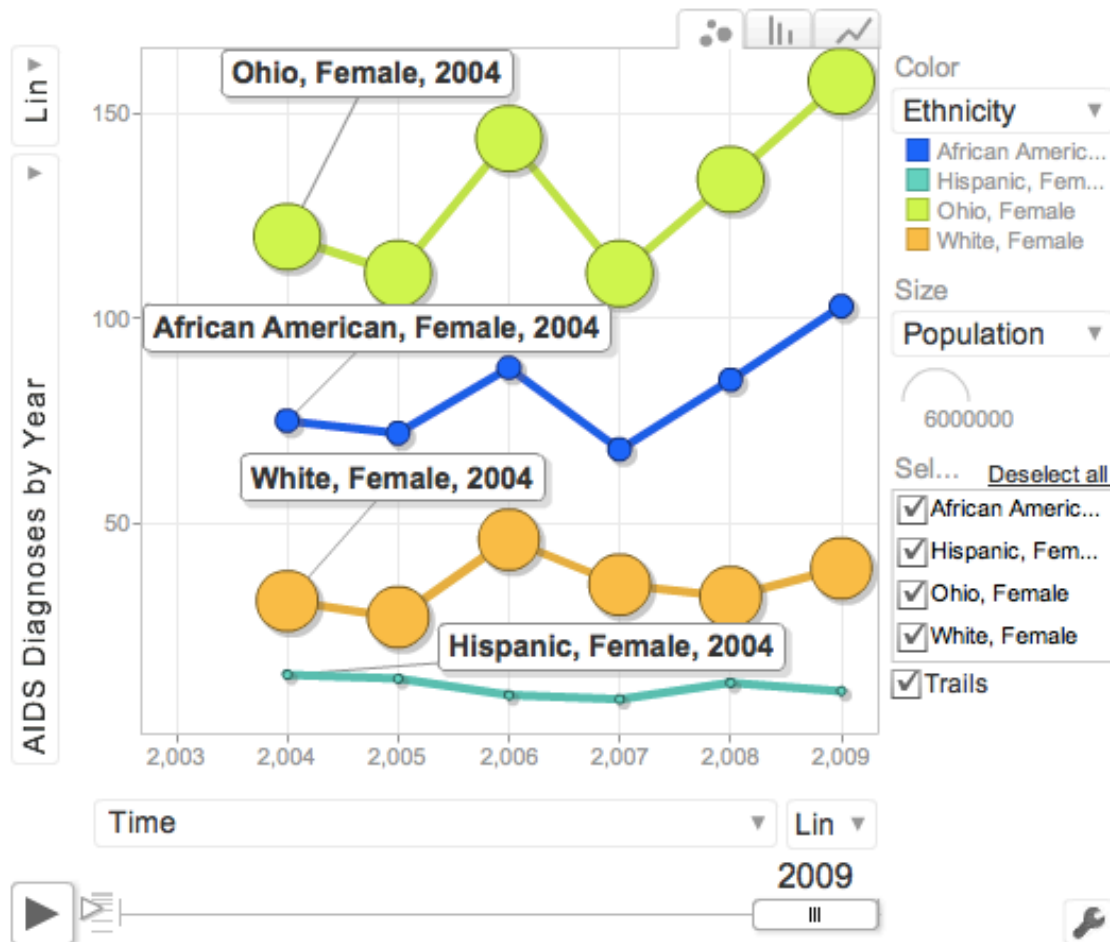 Lin
AIDS Diagnoses by Year
Ohio, Female, 2004
150
100
African American, Female, 2004
White, Female, 2004
50
Hispanic, Female, 2004
2,003 2,004 2,005 2,006 2,007 2,008 2,009
Time
Lin
2009
Color
Ethnicity
African Americ...
Hispanic, Fem...
Ohio, Female
White, Female
Size
Population
6000000
Sel... Deselect all
African Americ...
Hispanic, Fem...
Ohio, Female
White, Female
Trails